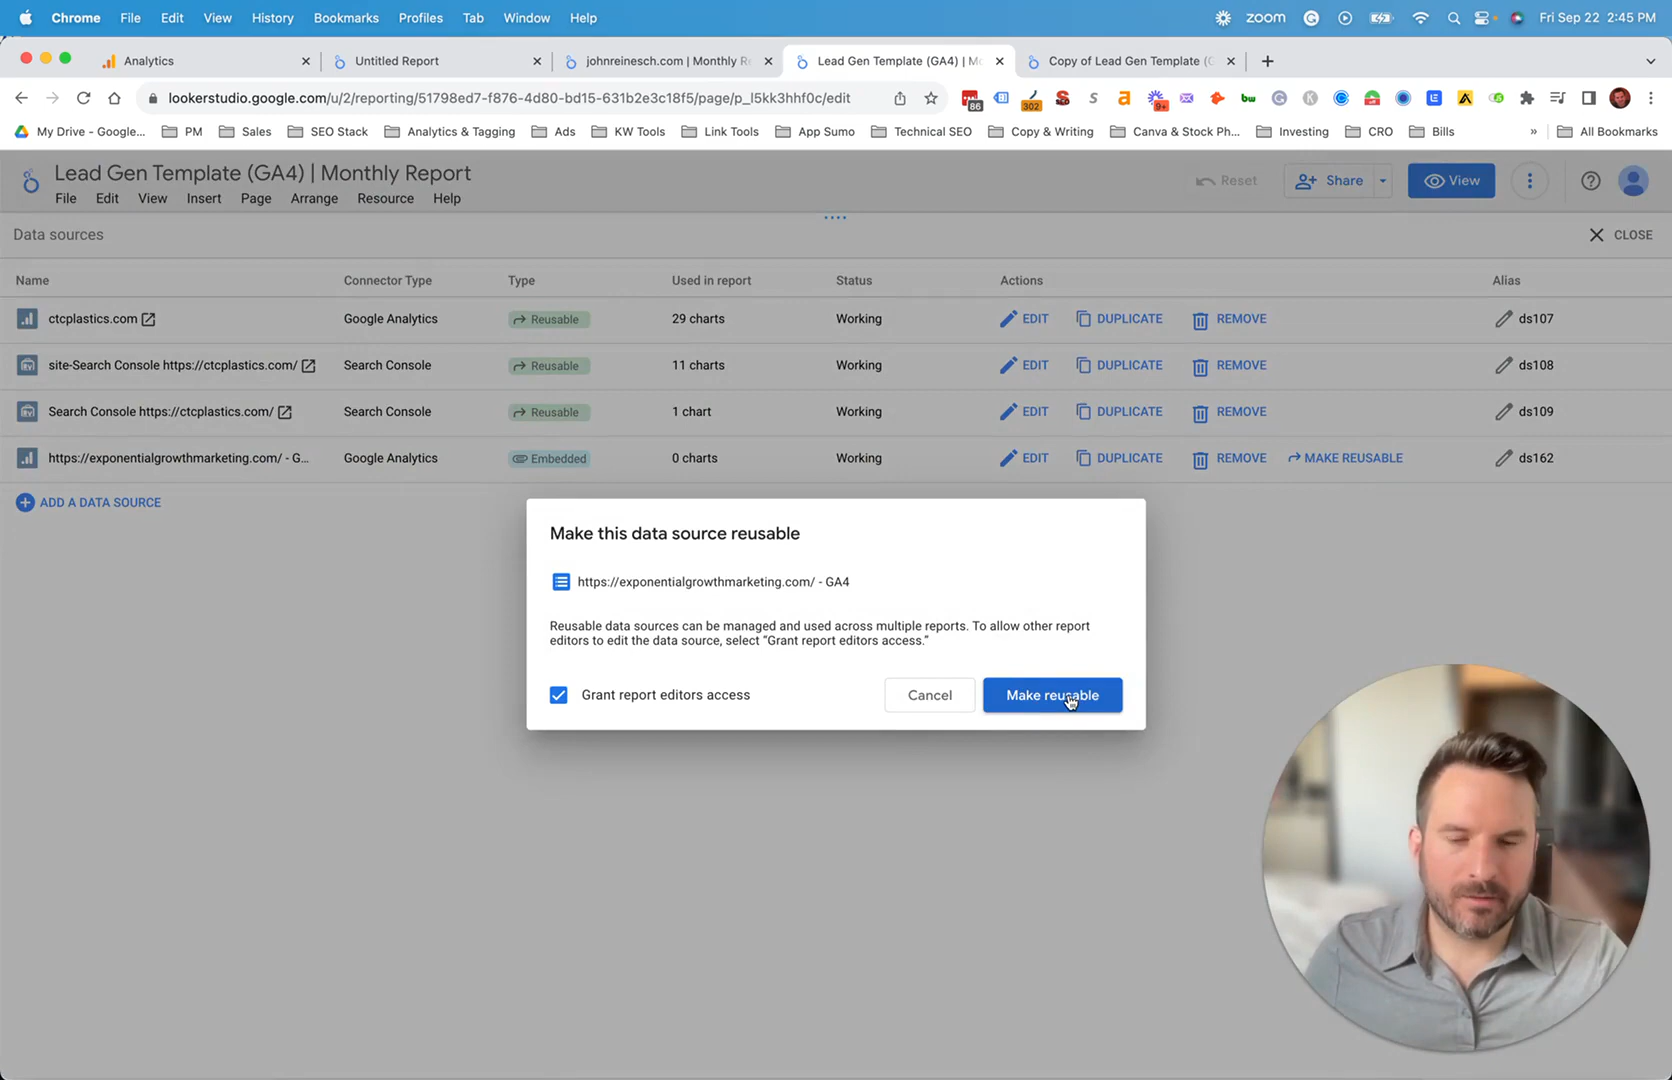 Chrome File Edit View History Bookmarks Profiles Tab Window Help zoom Fri Sep 22 2:45 PM
Analytics Untitled Report johnreinesch.com | Monthly Re Lead Gen Template (GA4) | Mo Copy of Lead Gen Template (G
lookerstudio.google.com/u/2/reporting/51798ed7-f876-4d80-bd15-631b2e3c18f5/page/p_l5kk3hhf0c/edit 86 302 9+ bw
My Drive - Google... PM Sales SEO Stack Analytics & Tagging Ads KW Tools Link Tools App Sumo Technical SEO Copy & Writing Canva & Stock Ph... Investing CRO Bills » All Bookmarks
Lead Gen Template (GA4) | Monthly Report
Reset Share View
File Edit View Insert Page Arrange Resource Help
Data sources CLOSE
Name Connector Type Type Used in report Status Actions Alias
ctcplastics.com Google Analytics Reusable 29 charts Working EDIT DUPLICATE REMOVE ds107
site-Search Console https://ctcplastics.com/ Search Console Reusable 11 charts Working EDIT DUPLICATE REMOVE ds108
Search Console https://ctcplastics.com/ Search Console Reusable 1 chart Working EDIT DUPLICATE REMOVE ds109
https://exponentialgrowthmarketing.com/ - G... Google Analytics Embedded 0 charts Working EDIT DUPLICATE REMOVE MAKE REUSABLE ds162
ADD A DATA SOURCE
Make this data source reusable
https://exponentialgrowthmarketing.com/ - GA4
Reusable data sources can be managed and used across multiple reports. To allow other report
editors to edit the data source, select “Grant report editors access.”
Grant report editors access Cancel Make reusable